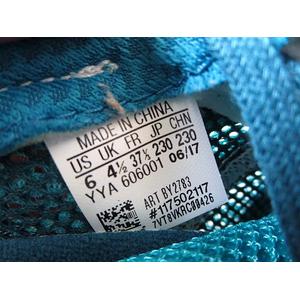 MADE IN CHINA
US UK FR JP CHN
6 4½ 37⅓ 230 230
YYA 606001 06/17
ART BY2783
#117502117
7VT8VKRC00426